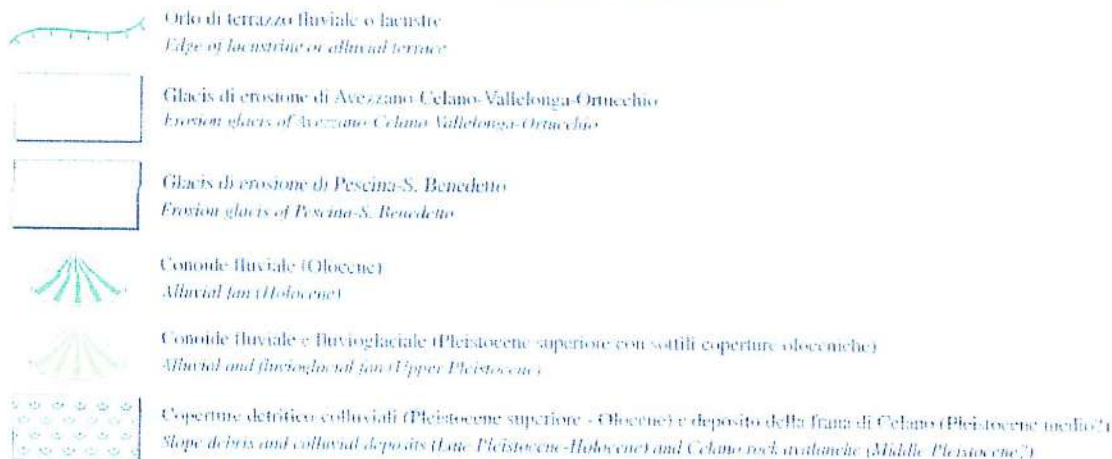 Orlo di terrazzo fluviale o lacustre
Edge of lacustrine or alluvial terrace
Glacis di erosione di Avezzano-Celano-Vallelonga-Ortucchio
Erosion glacis of Avezzano-Celano-Vallelonga-Ortucchio
Glacis di erosione di Pescina-S. Benedetto
Erosion glacis of Pescina-S. Benedetto
Conoide fluviale (Olocene)
Alluvial fan (Holocene)
Conoide fluviale e fluvioglaciale (Pleistocene superiore con sottili coperture oloceniche)
Alluvial and fluvioglacial fan (Upper Pleistocene)
Coperture detritico-colluviali (Pleistocene superiore - Olocene) e deposito della frana di Celano (Pleistocene medio?)
Slope debris and colluvial deposits (Late Pleistocene-Holocene) and Celano rock avalanche (Middle Pleistocene?)